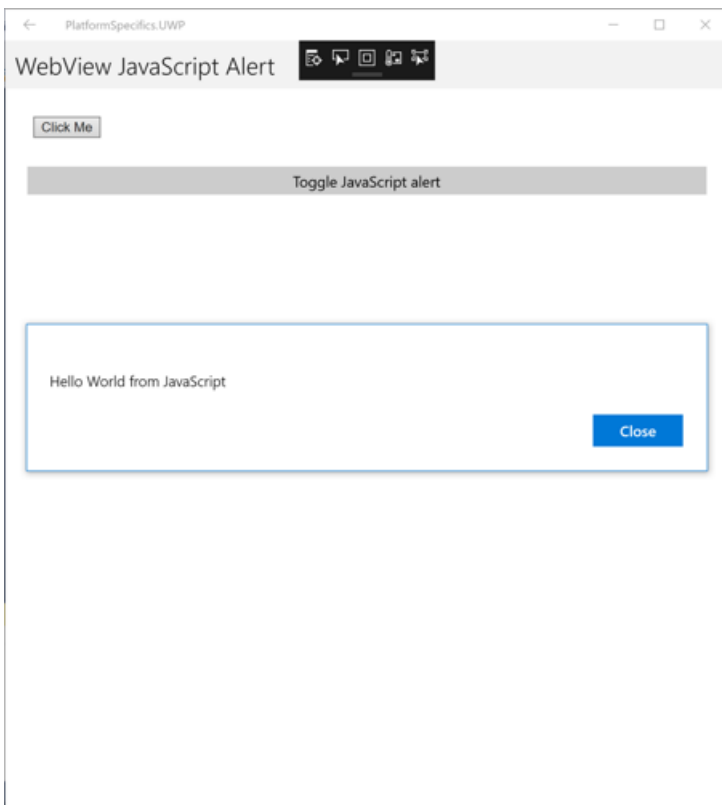 PlatformSpecifics.UWP
WebView JavaScript Alert
Click Me
Toggle JavaScript alert
Hello World from JavaScript
Close